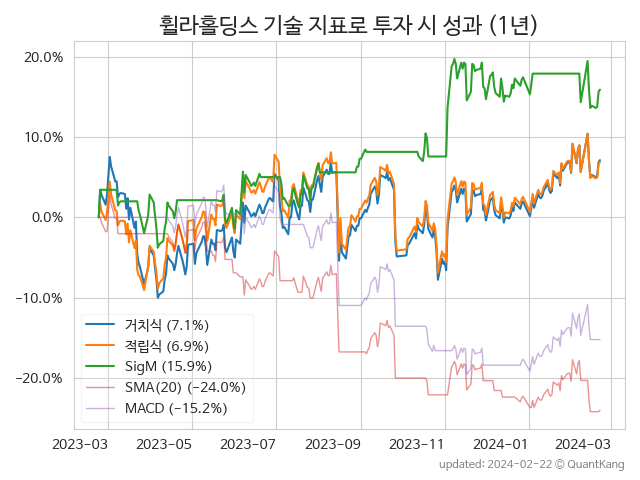 휠라홀딩스 기술 지표로 투자 시 성과 (1년)
20.0%
10.0%
0.0%
−10.0%
−20.0%
거치식 (7.1%)
적립식 (6.9%)
SigM (15.9%)
SMA(20) (−24.0%)
MACD (−15.2%)
2023-03 2023-05 2023-07 2023-09 2023-11 2024-01 2024-03
updated: 2024-02-22 © QuantKang